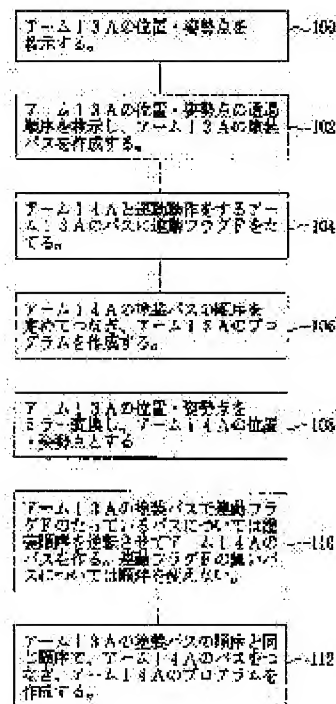 アーム13Aの位置・姿勢点を
教示する。
100
アーム13Aの位置・姿勢点の通過
順序を教示し、アーム13Aの塗装
パスを作成する。
102
アーム14Aと連動動作をするアー
ム13Aのパスに連動フラグFをた
てる。
104
アーム13Aの塗装パスの順序を
定めてつなぎ、アーム13Aのプロ
グラムを作成する。
106
アーム13Aの位置・姿勢点を
ミラー変換し、アーム14Aの位置
・姿勢点とする
108
アーム13Aの塗装パスで連動フラ
グFのたっているパスについては塗
装順序を逆転させてアーム14Aの
パスを作る。連動フラグFの無いパ
スについては順序を変えない。
110
アーム13Aの塗装パスの順序と同
じ順序で、アーム14Aのパスをつ
なぎ、アーム14Aのプログラムを
作成する。
112